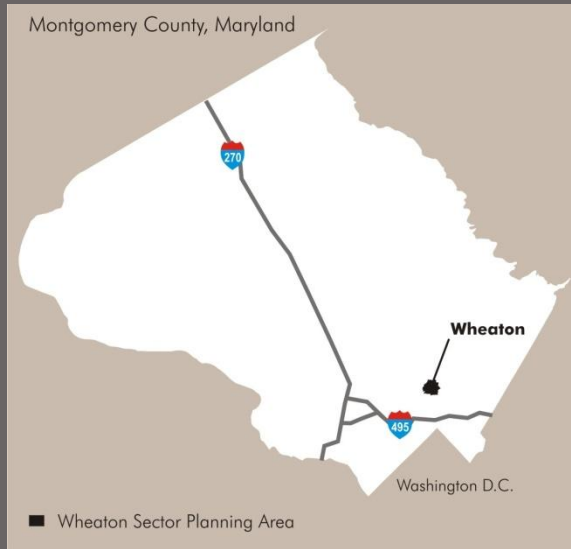 Montgomery County, Maryland
270
Wheaton
495
Washington D.C.
Wheaton Sector Planning Area